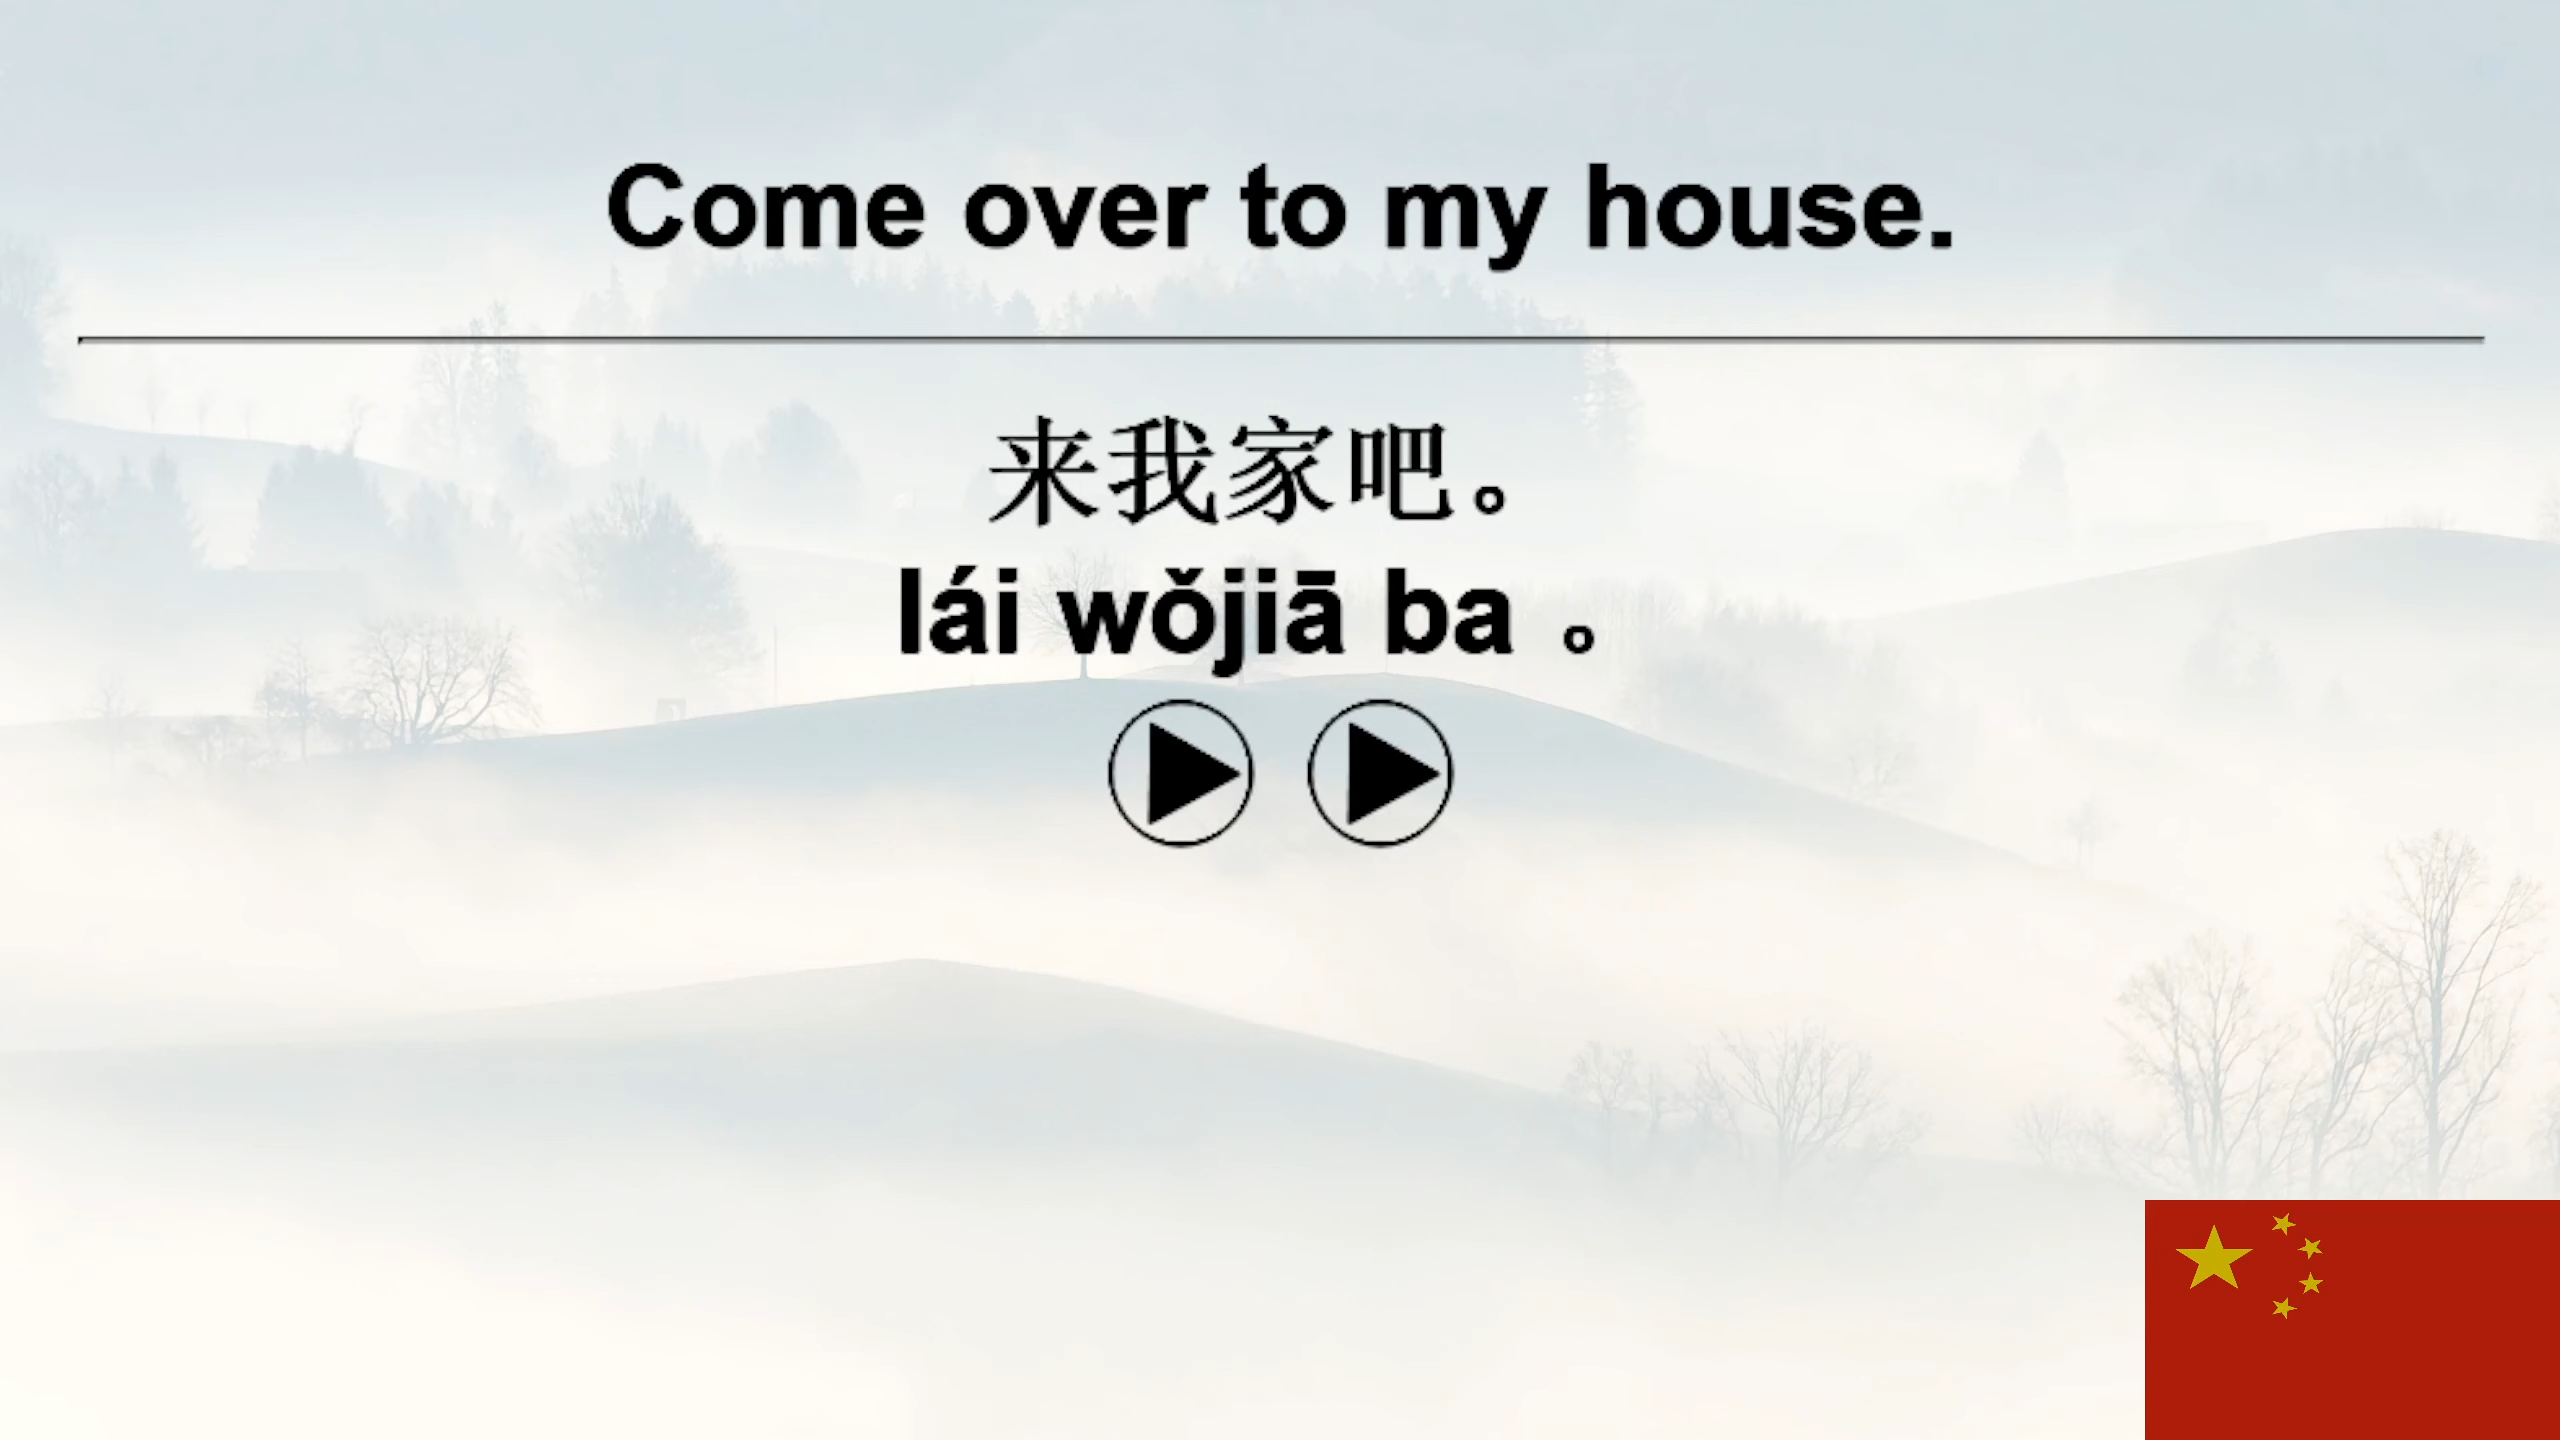 Come over to my house.
来我家吧。
lái wǒjiā ba 。